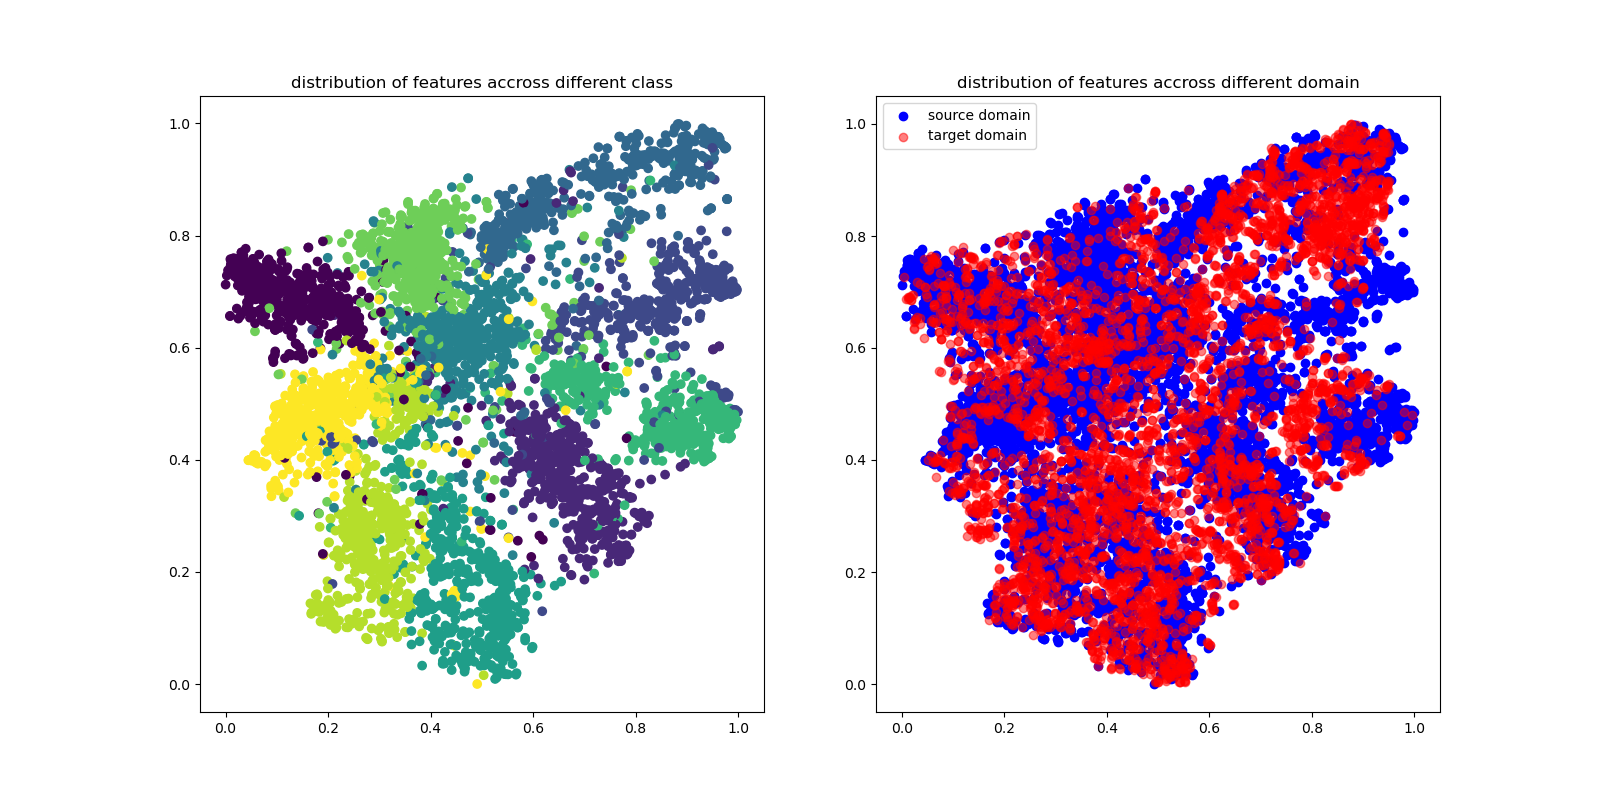 distribution of features accross different class
1.0
0.8
0.6
0.4
0.2
0.0
0.0 0.2 0.4 0.6 0.8 1.0
distribution of features accross different domain
source domain
target domain
1.0
0.8
0.6
0.4
0.2
0.0
0.0 0.2 0.4 0.6 0.8 1.0